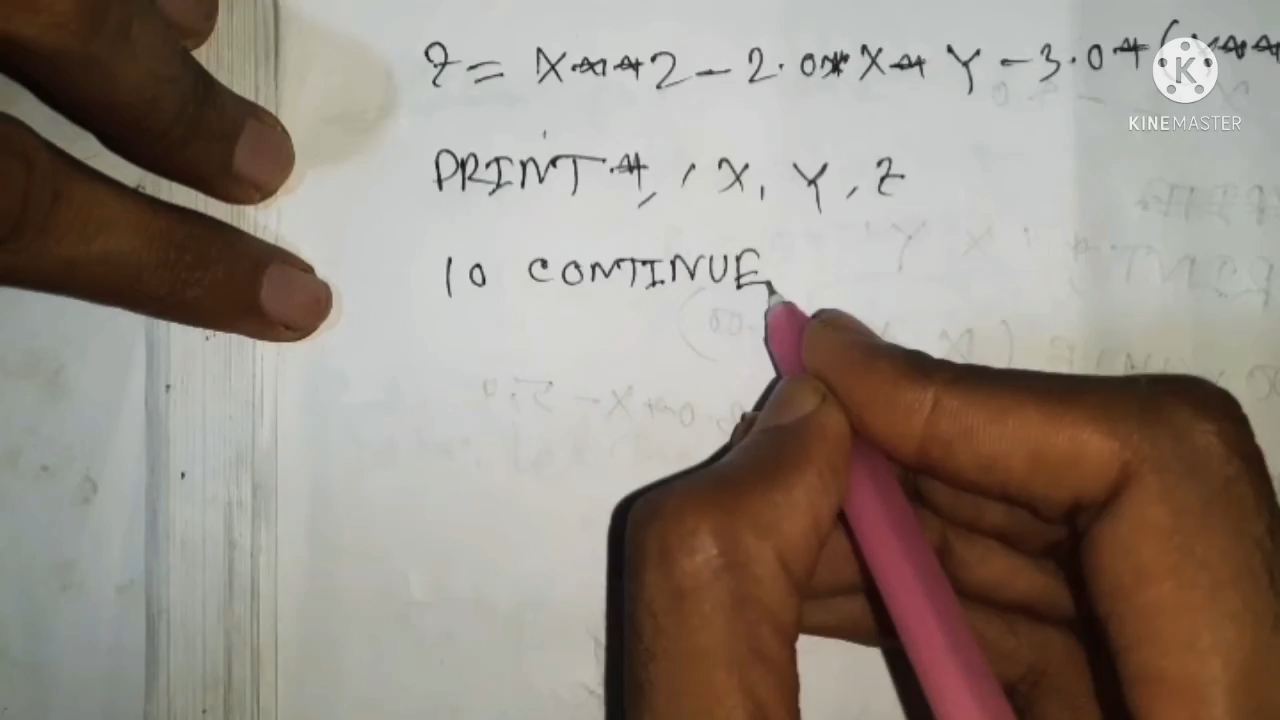 Z = X**2 - 2.0*X* Y - 3.0*(
PRINT*, , X, Y, Z
10 CONTINUE
K
KINEMASTER